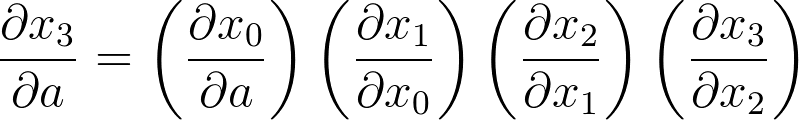 ∂x₃/∂a = (∂x₀/∂a) (∂x₁/∂x₀) (∂x₂/∂x₁) (∂x₃/∂x₂)